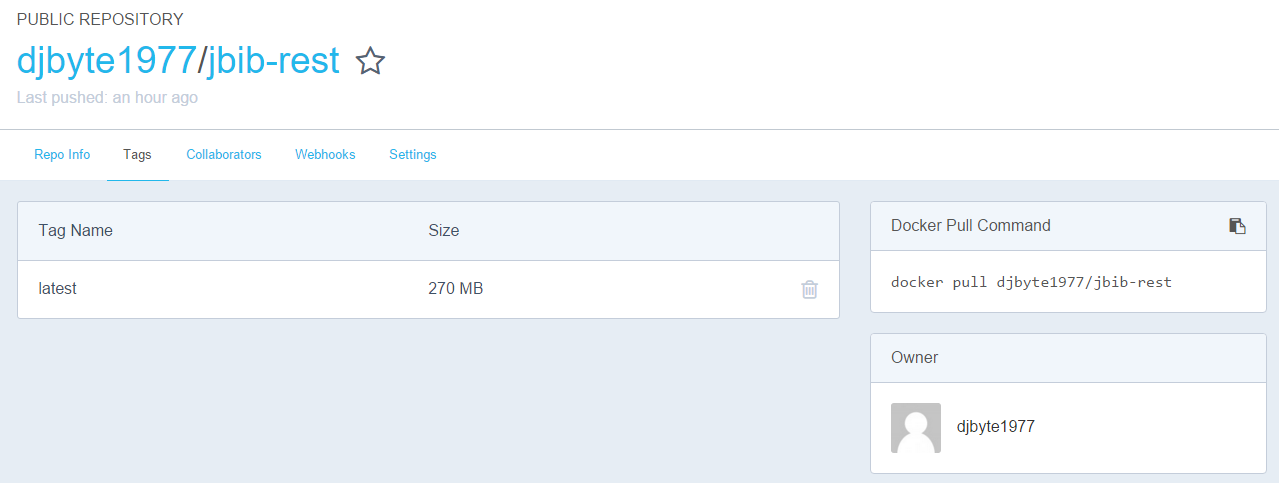 PUBLIC REPOSITORY
djbyte1977/jbib-rest
Last pushed: an hour ago
Repo Info Tags Collaborators Webhooks Settings
Tag Name Size
latest 270 MB
Docker Pull Command
docker pull djbyte1977/jbib-rest
Owner
djbyte1977